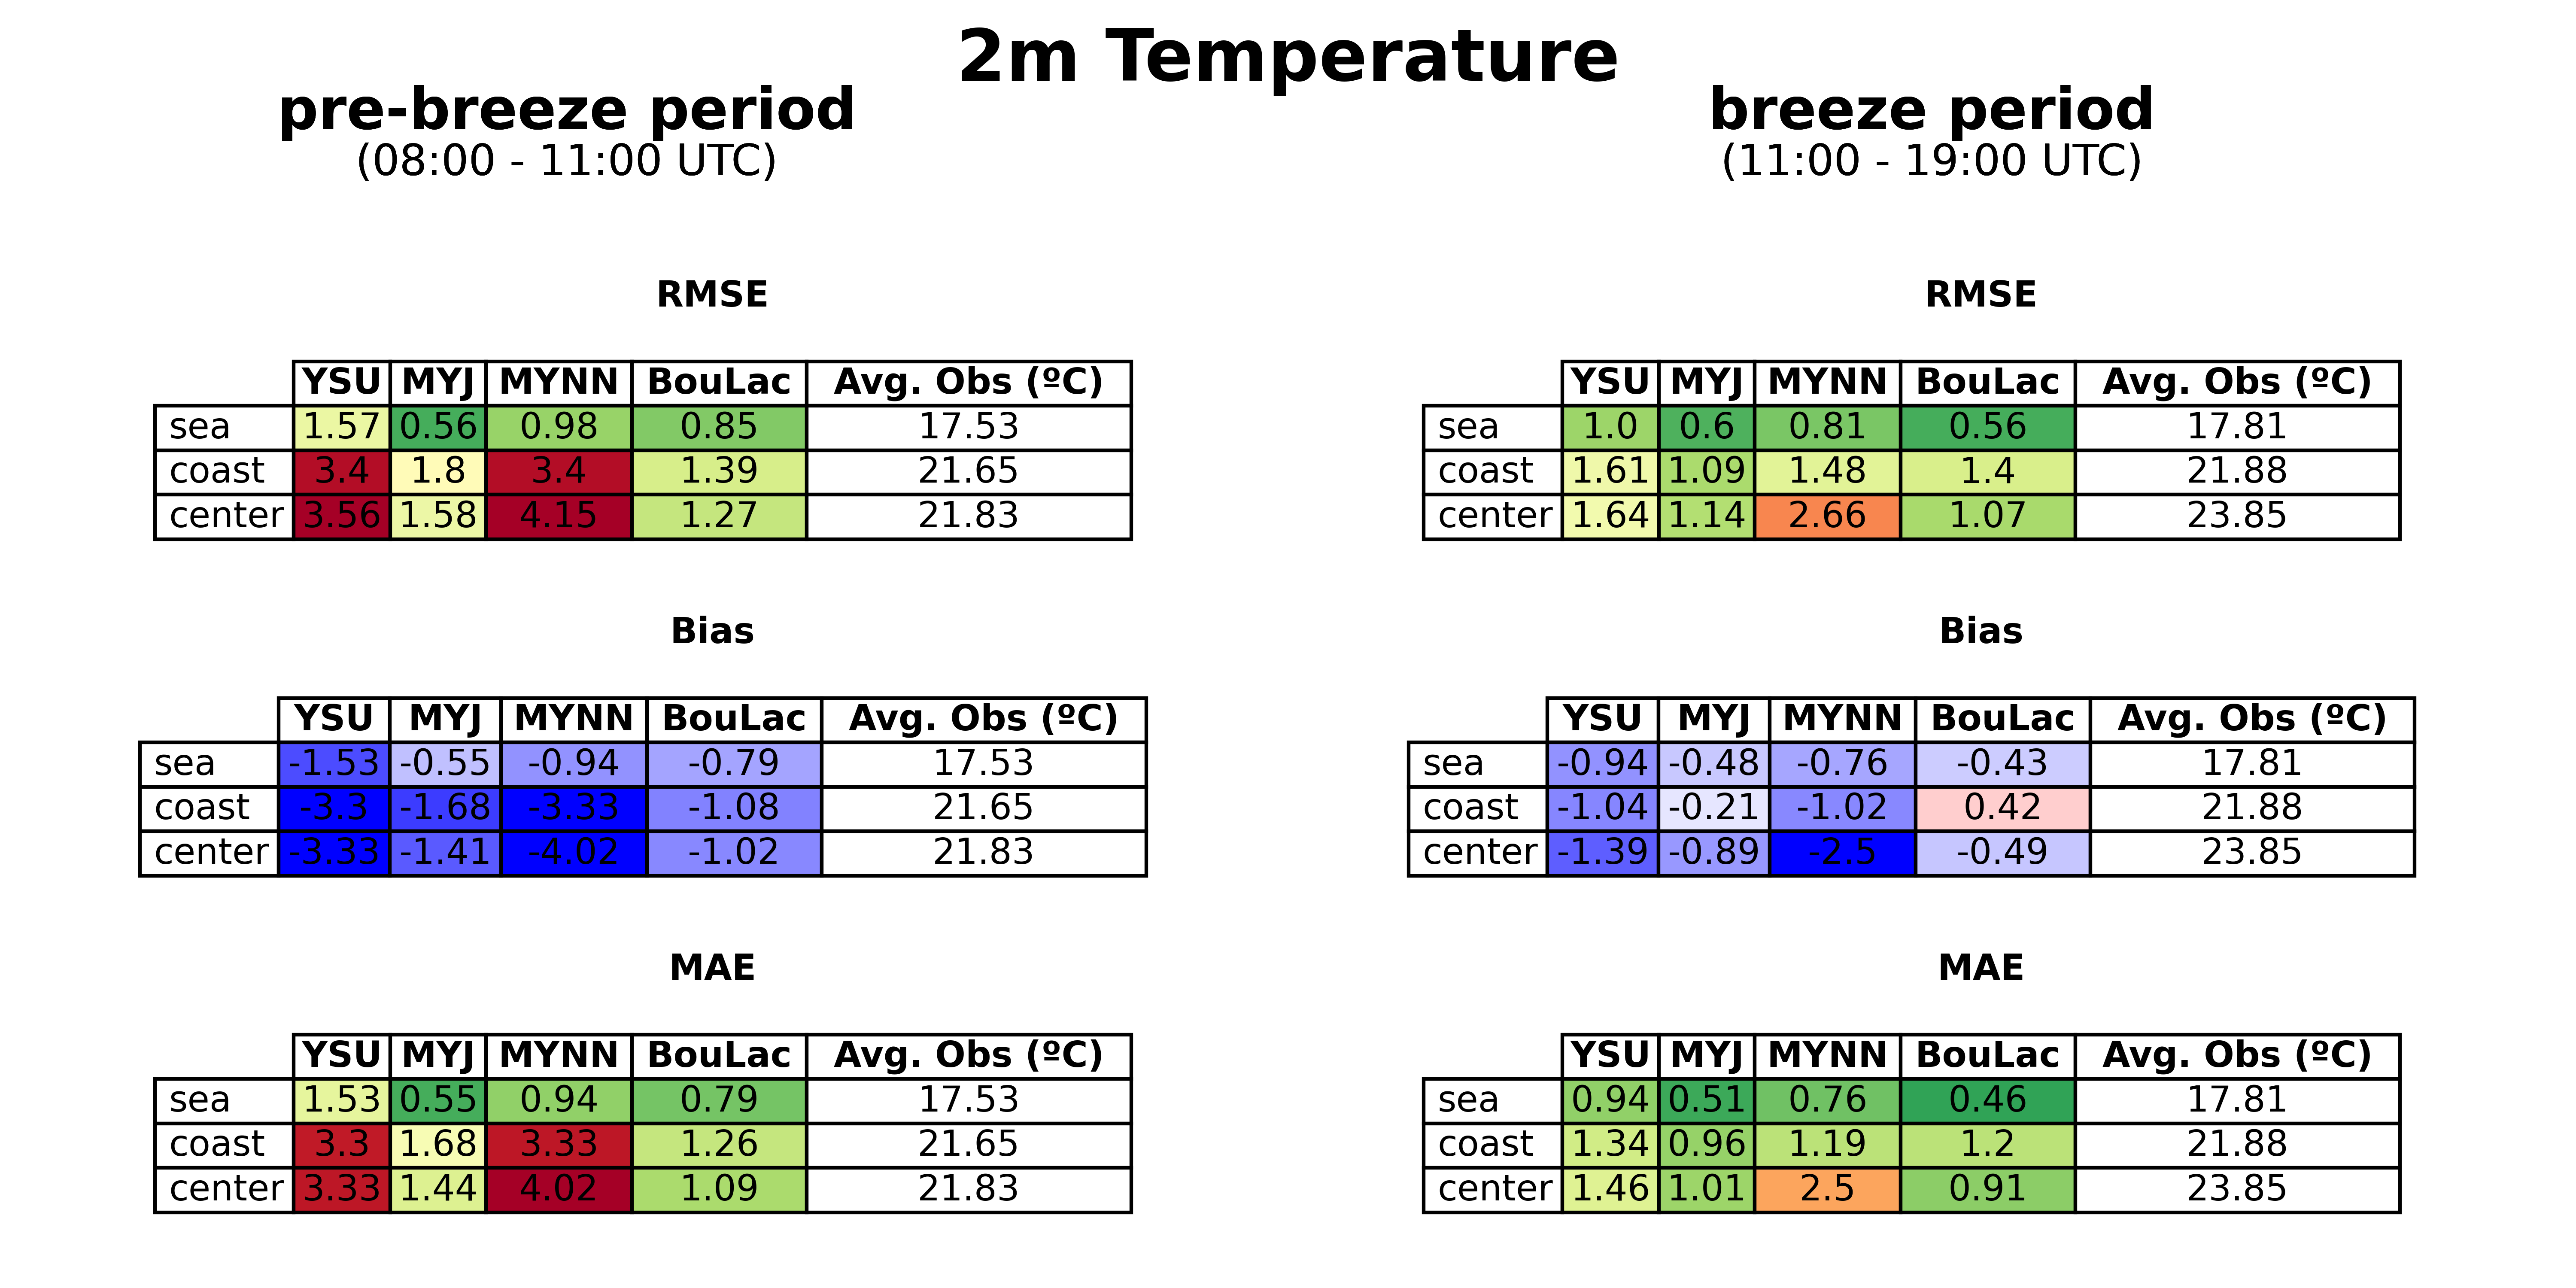 2m Temperature
pre-breeze period
(08:00 - 11:00 UTC)
RMSE
YSU MYJ MYNN BouLac Avg. Obs (ºC)
sea 1.57 0.56 0.98 0.85 17.53
coast 3.4 1.8 3.4 1.39 21.65
center 3.56 1.58 4.15 1.27 21.83
Bias
YSU MYJ MYNN BouLac Avg. Obs (ºC)
sea -1.53 -0.55 -0.94 -0.79 17.53
coast -3.3 -1.68 -3.33 -1.08 21.65
center -3.33 -1.41 -4.02 -1.02 21.83
MAE
YSU MYJ MYNN BouLac Avg. Obs (ºC)
sea 1.53 0.55 0.94 0.79 17.53
coast 3.3 1.68 3.33 1.26 21.65
center 3.33 1.44 4.02 1.09 21.83
breeze period
(11:00 - 19:00 UTC)
RMSE
YSU MYJ MYNN BouLac Avg. Obs (ºC)
sea 1.0 0.6 0.81 0.56 17.81
coast 1.61 1.09 1.48 1.4 21.88
center 1.64 1.14 2.66 1.07 23.85
Bias
YSU MYJ MYNN BouLac Avg. Obs (ºC)
sea -0.94 -0.48 -0.76 -0.43 17.81
coast -1.04 -0.21 -1.02 0.42 21.88
center -1.39 -0.89 -2.5 -0.49 23.85
MAE
YSU MYJ MYNN BouLac Avg. Obs (ºC)
sea 0.94 0.51 0.76 0.46 17.81
coast 1.34 0.96 1.19 1.2 21.88
center 1.46 1.01 2.5 0.91 23.85